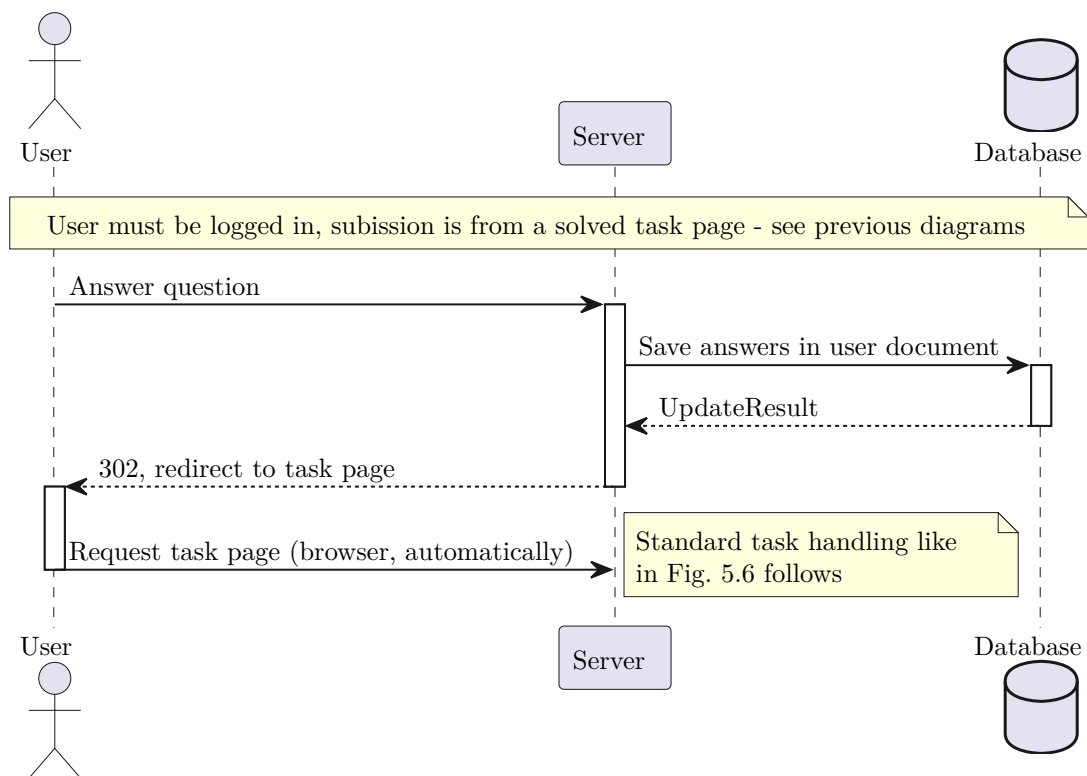 User
Server
Database
User must be logged in, subission is from a solved task page - see previous diagrams
Answer question
Save answers in user document
UpdateResult
302, redirect to task page
Request task page (browser, automatically)
Standard task handling like
in Fig. 5.6 follows
User
Server
Database